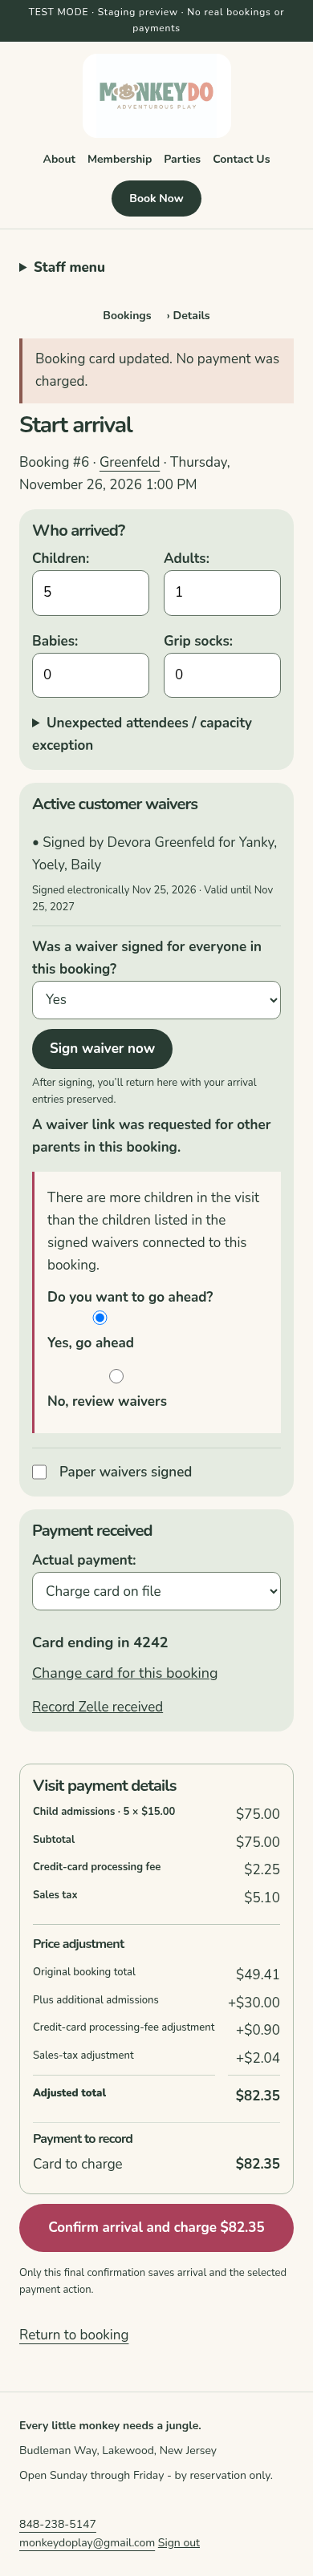 TEST MODE · Staging preview · No real bookings or
payments
MONKEYDO
ADVENTUROUS PLAY
About Membership Parties Contact Us
Book Now
▶ Staff menu
Bookings › Details
Booking card updated. No payment was
charged.
Start arrival
Booking #6 · Greenfeld · Thursday,
November 26, 2026 1:00 PM
Who arrived?
Children: Adults:
5 1
Babies: Grip socks:
0 0
▶ Unexpected attendees / capacity
exception
Active customer waivers
• Signed by Devora Greenfeld for Yanky,
Yoely, Baily
Signed electronically Nov 25, 2026 · Valid until Nov
25, 2027
Was a waiver signed for everyone in
this booking?
Yes
Sign waiver now
After signing, you’ll return here with your arrival
entries preserved.
A waiver link was requested for other
parents in this booking.
There are more children in the visit
than the children listed in the
signed waivers connected to this
booking.
Do you want to go ahead?
Yes, go ahead
No, review waivers
Paper waivers signed
Payment received
Actual payment:
Charge card on file
Card ending in 4242
Change card for this booking
Record Zelle received
Visit payment details
Child admissions · 5 × $15.00 $75.00
Subtotal $75.00
Credit-card processing fee $2.25
Sales tax $5.10
Price adjustment
Original booking total $49.41
Plus additional admissions +$30.00
Credit-card processing-fee adjustment +$0.90
Sales-tax adjustment +$2.04
Adjusted total $82.35
Payment to record
Card to charge $82.35
Confirm arrival and charge $82.35
Only this final confirmation saves arrival and the selected
payment action.
Return to booking
Every little monkey needs a jungle.
Budleman Way, Lakewood, New Jersey
Open Sunday through Friday - by reservation only.
848-238-5147
monkeydoplay@gmail.com Sign out